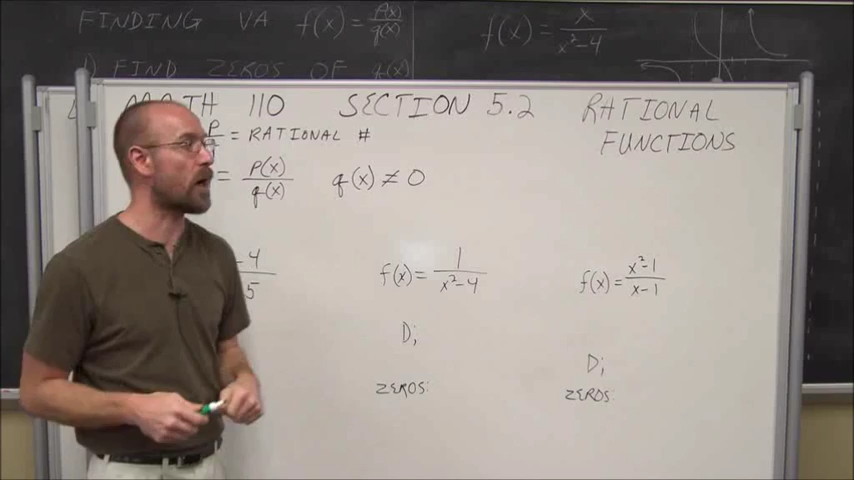 FINDING VA f(x) = P(x)/q(x)
1) FIND ZEROS OF q(x)
f(x) = x/x²-4
MATH 110 SECTION 5.2 RATIONAL FUNCTIONS
P/q = RATIONAL #
= P(x)/q(x) q(x) ≠ 0
-4
5
f(x) = 1/x²-4
D;
ZEROS:
f(x) = x²-1/x-1
D;
ZEROS: